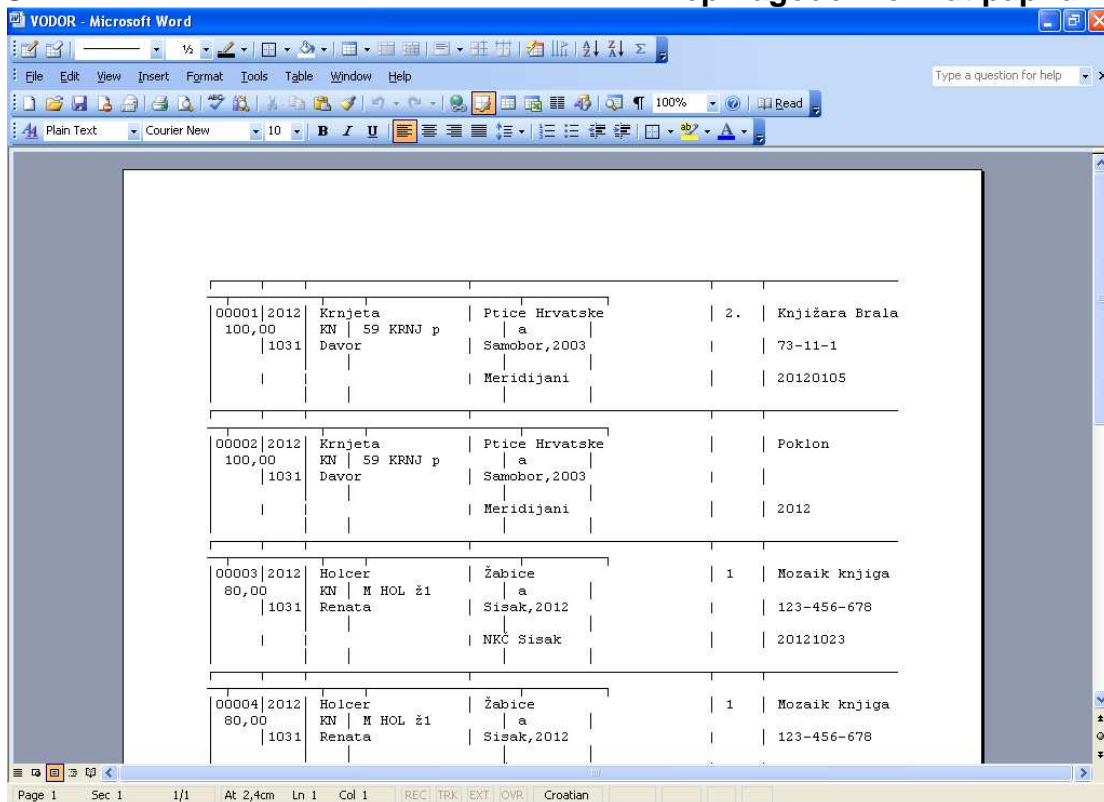 VODOR - Microsoft Word
½
File Edit View Insert Format Tools Table Window Help Type a question for help
100% Read
Plain Text Courier New 10 B I U
00001 2012 Krnjeta Ptice Hrvatske 2. Knjižara Brala
100,00 KN 59 KRNJ p a
1031 Davor Samobor,2003 73-11-1
Meridijani 20120105
00002 2012 Krnjeta Ptice Hrvatske Poklon
100,00 KN 59 KRNJ p a
1031 Davor Samobor,2003
Meridijani 2012
00003 2012 Holcer Žabice 1 Mozaik knjiga
80,00 KN M HOL ž1 a
1031 Renata Sisak,2012 123-456-678
NKČ Sisak 20121023
00004 2012 Holcer Žabice 1 Mozaik knjiga
80,00 KN M HOL ž1 a
1031 Renata Sisak,2012 123-456-678
Page 1 Sec 1 1/1 At 2,4cm Ln 1 Col 1 REC TRK EXT OVR Croatian